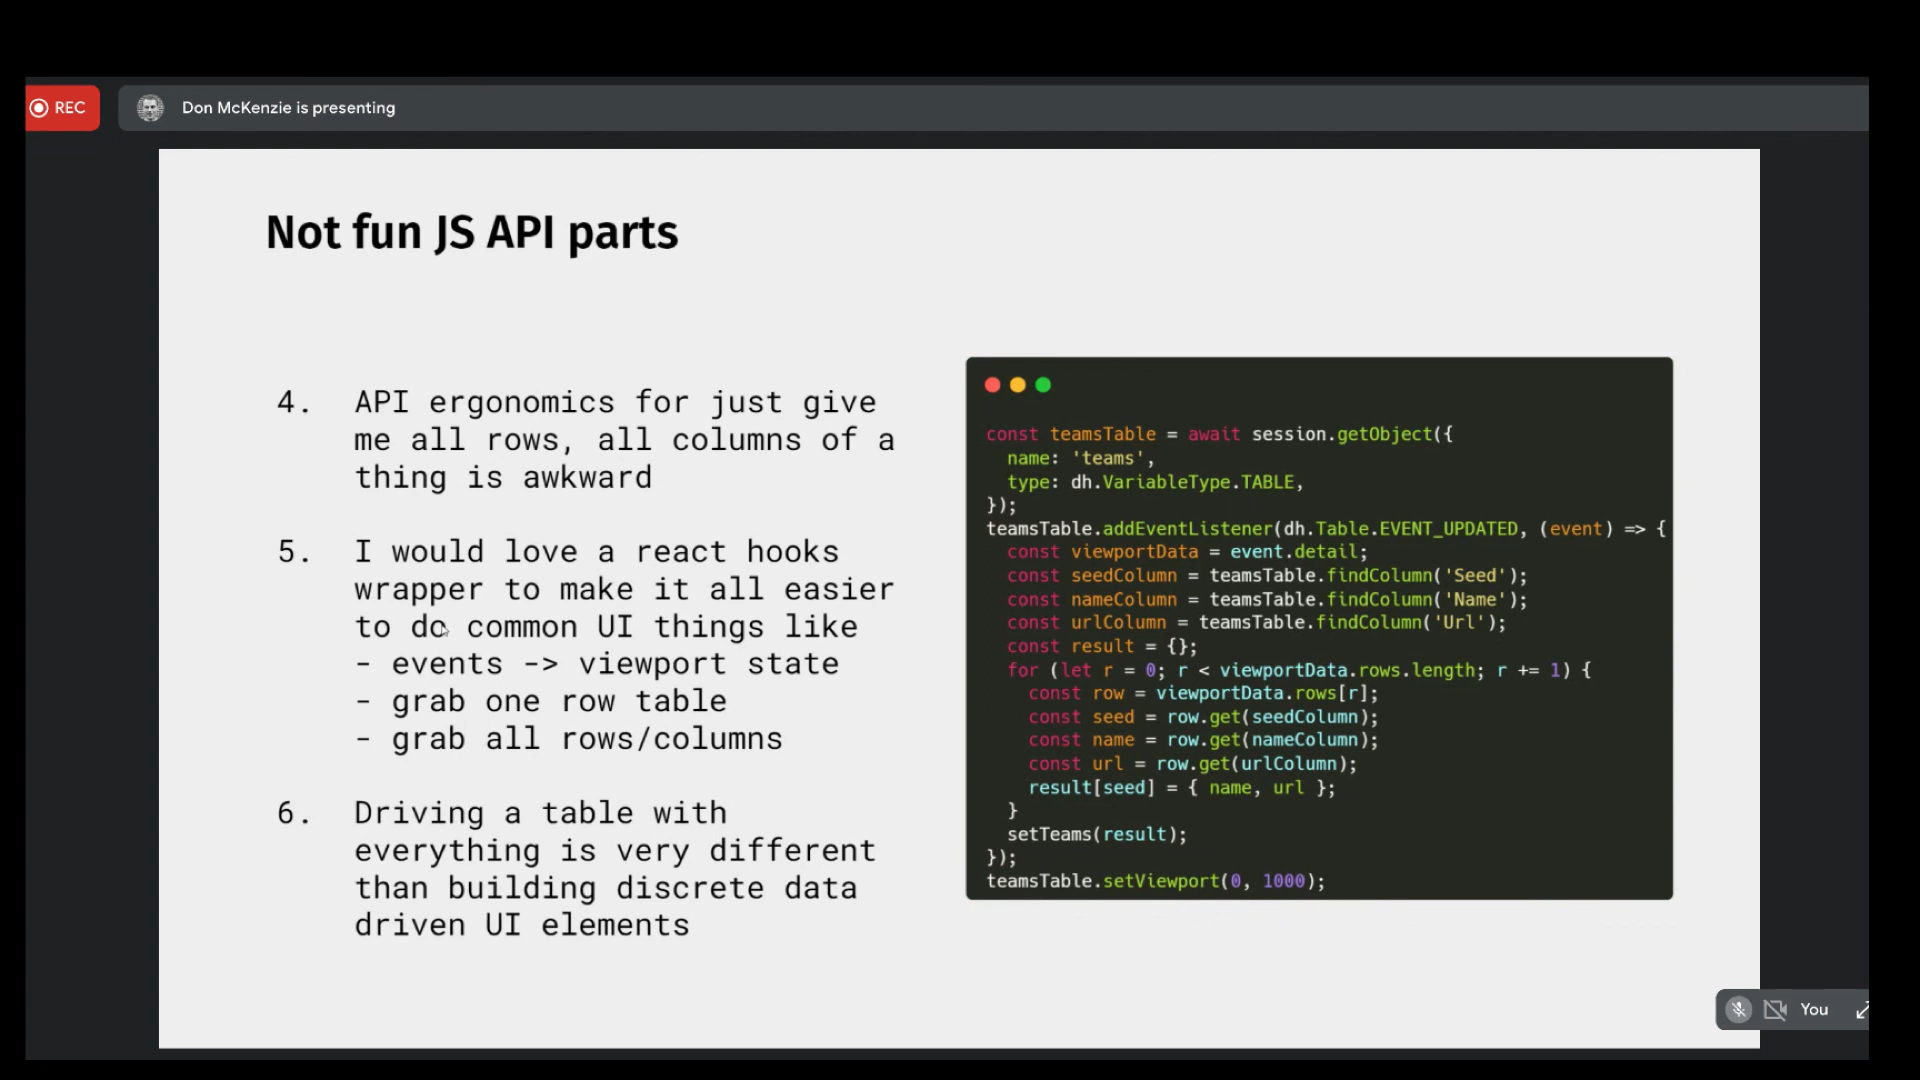 REC
Don McKenzie is presenting
Not fun JS API parts
4. API ergonomics for just give
me all rows, all columns of a
thing is awkward
5. I would love a react hooks
wrapper to make it all easier
to do common UI things like
- events -> viewport state
- grab one row table
- grab all rows/columns
6. Driving a table with
everything is very different
than building discrete data
driven UI elements
const teamsTable = await session.getObject({
  name: 'teams',
  type: dh.VariableType.TABLE,
});
teamsTable.addEventListener(dh.Table.EVENT_UPDATED, (event) => {
  const viewportData = event.detail;
  const seedColumn = teamsTable.findColumn('Seed');
  const nameColumn = teamsTable.findColumn('Name');
  const urlColumn = teamsTable.findColumn('Url');
  const result = {};
  for (let r = 0; r < viewportData.rows.length; r += 1) {
    const row = viewportData.rows[r];
    const seed = row.get(seedColumn);
    const name = row.get(nameColumn);
    const url = row.get(urlColumn);
    result[seed] = { name, url };
  }
  setTeams(result);
});
teamsTable.setViewport(0, 1000);
You